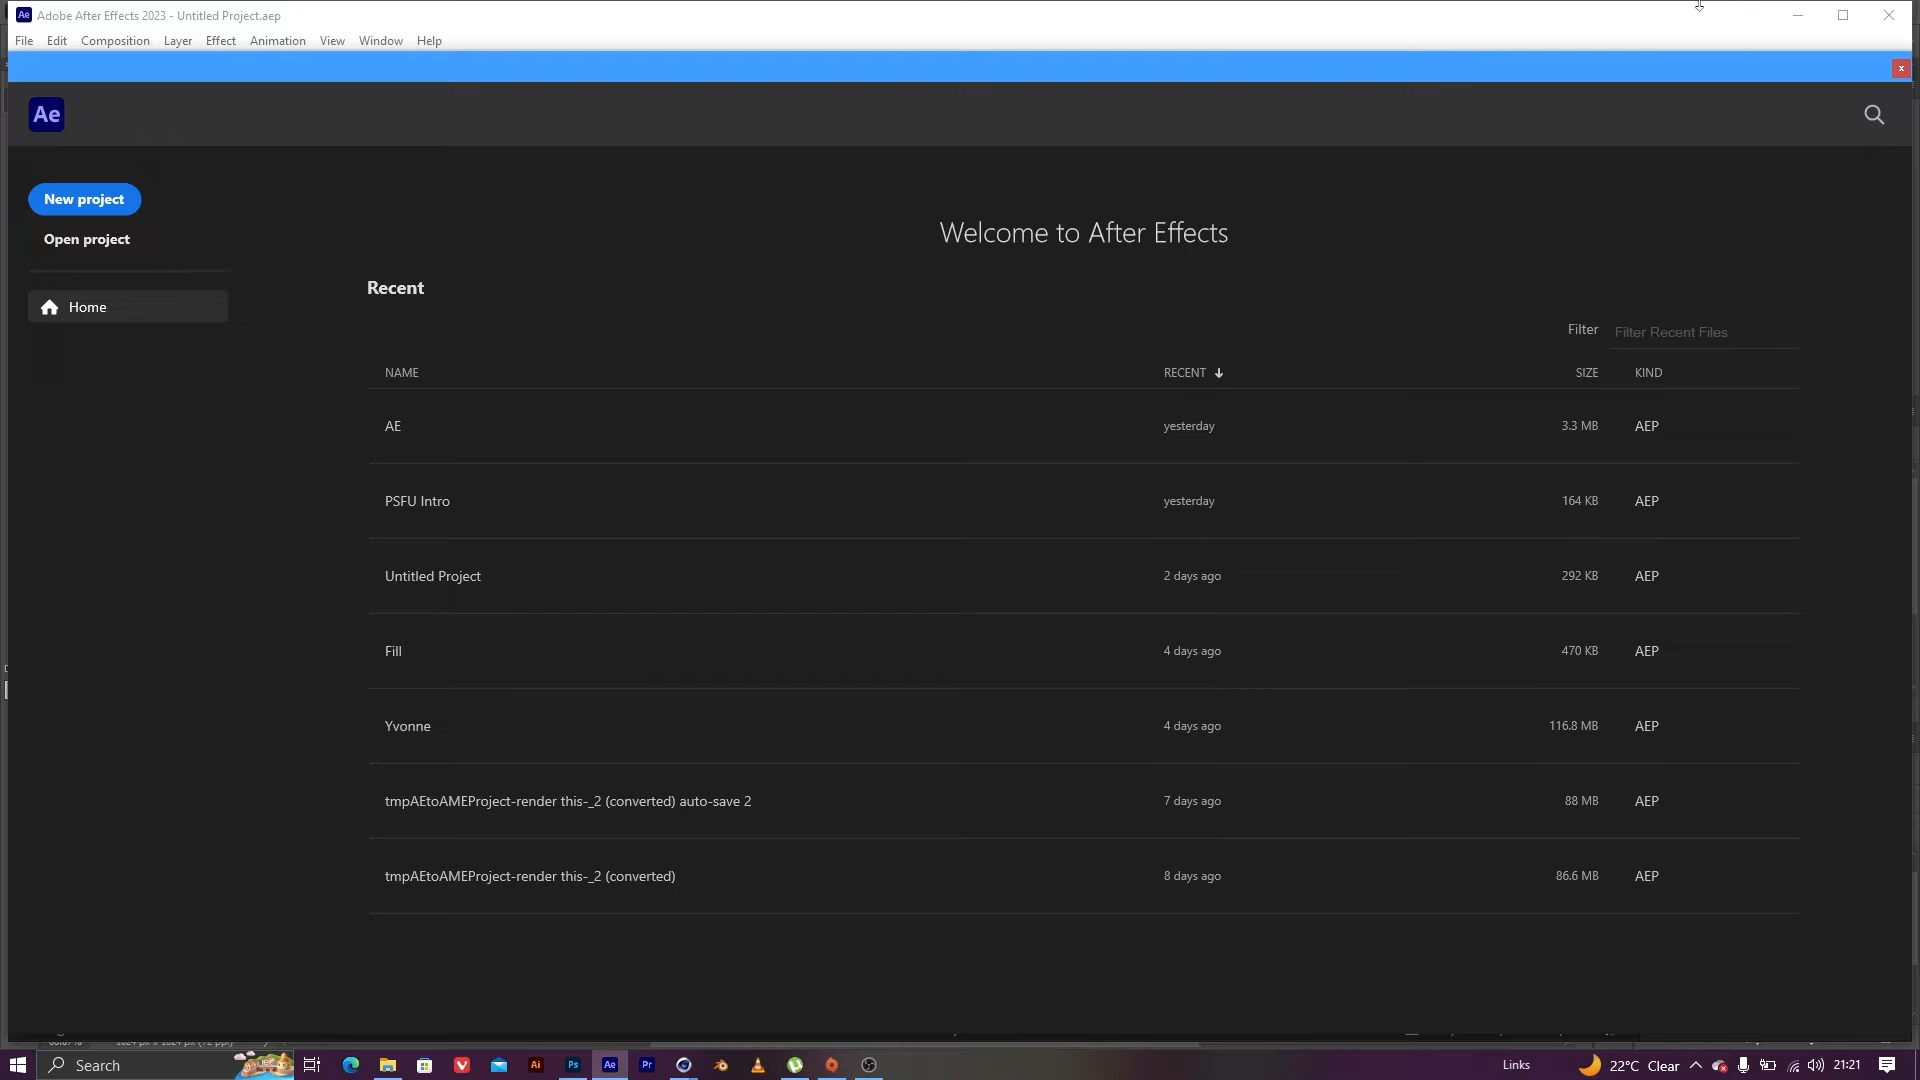 Ae Adobe After Effects 2023 - Untitled Project.aep
File Edit Composition Layer Effect Animation View Window Help
x
Ae
New project
Open project
Home
Welcome to After Effects
Recent
Filter Filter Recent Files
NAME RECENT SIZE KIND
AE yesterday 3.3 MB AEP
PSFU Intro yesterday 164 KB AEP
Untitled Project 2 days ago 292 KB AEP
Fill 4 days ago 470 KB AEP
Yvonne 4 days ago 116.8 MB AEP
tmpAEtoAMEProject-render this-_2 (converted) auto-save 2 7 days ago 88 MB AEP
tmpAEtoAMEProject-render this-_2 (converted) 8 days ago 86.6 MB AEP
Search Ai Ps Ae Pr Links 22°C Clear 21:21